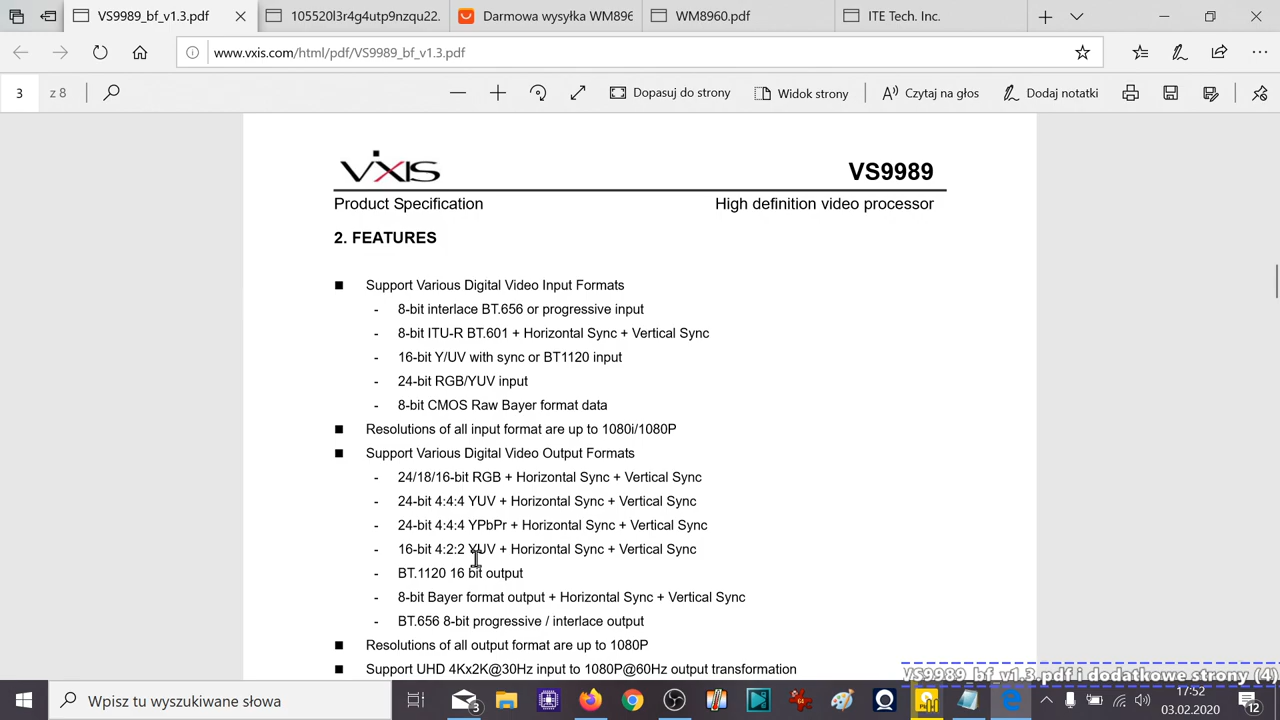 VS9989_bf_v1.3.pdf
105520l3r4g4utp9nzqu22.
Darmowa wysyłka WM896
WM8960.pdf
ITE Tech. Inc.
www.vxis.com/html/pdf/VS9989_bf_v1.3.pdf
3 z 8
Dopasuj do strony
Widok strony
Czytaj na głos
Dodaj notatki
VXIS
VS9989
Product Specification
High definition video processor
2. FEATURES
■ Support Various Digital Video Input Formats
- 8-bit interlace BT.656 or progressive input
- 8-bit ITU-R BT.601 + Horizontal Sync + Vertical Sync
- 16-bit Y/UV with sync or BT1120 input
- 24-bit RGB/YUV input
- 8-bit CMOS Raw Bayer format data
■ Resolutions of all input format are up to 1080i/1080P
■ Support Various Digital Video Output Formats
- 24/18/16-bit RGB + Horizontal Sync + Vertical Sync
- 24-bit 4:4:4 YUV + Horizontal Sync + Vertical Sync
- 24-bit 4:4:4 YPbPr + Horizontal Sync + Vertical Sync
- 16-bit 4:2:2 YUV + Horizontal Sync + Vertical Sync
- BT.1120 16 bit output
- 8-bit Bayer format output + Horizontal Sync + Vertical Sync
- BT.656 8-bit progressive / interlace output
■ Resolutions of all output format are up to 1080P
■ Support UHD 4Kx2K@30Hz input to 1080P@60Hz output transformation
VS9989_bf_v1.3.pdf i dodatkowe strony (4)
Wpisz tu wyszukiwane słowa
3
17:52
03.02.2020
12